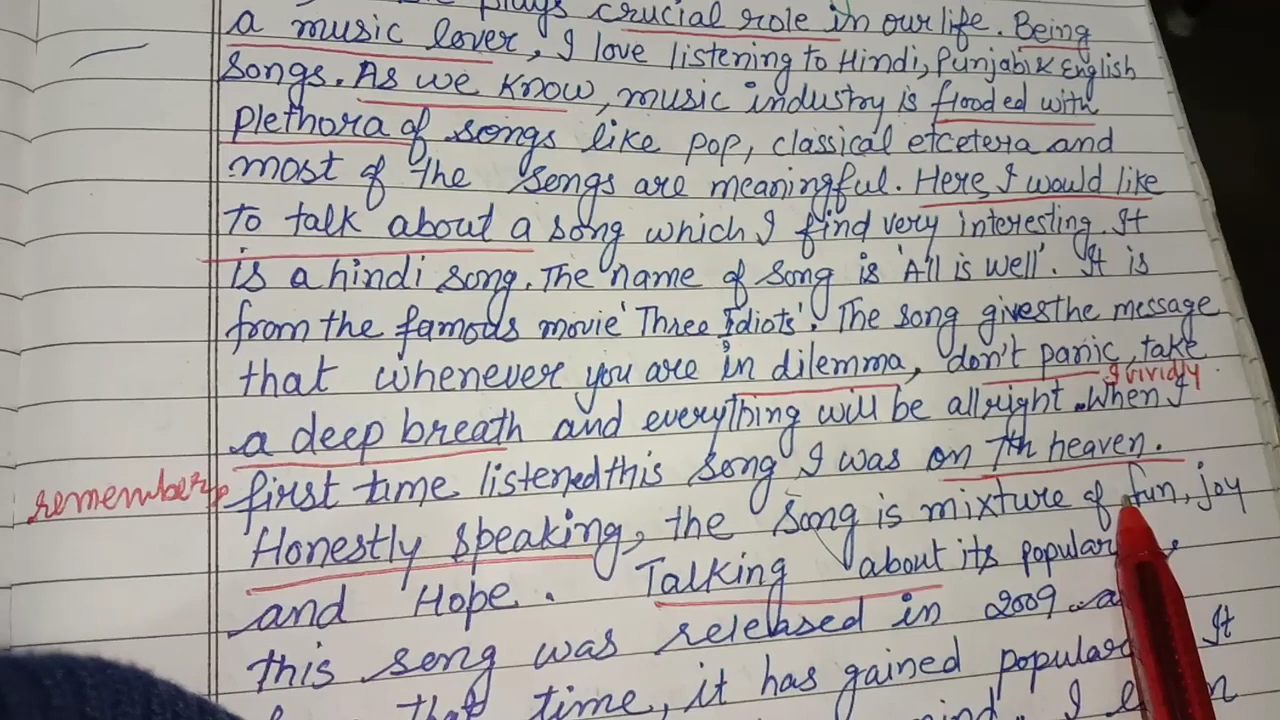 plays crucial role in our life. Being
a music lover, I love listening to Hindi, Punjabi & English
songs. As we know, music industry is flooded with
plethora of songs like pop, classical etcetera and
most of the songs are meaningful. Here, I would like
to talk about a song which I find very interesting. It
is a hindi song. The name of song is 'All is well'. It is
from the famous movie 'Three Idiots'. The song gives the message
that whenever you are in dilemma, don't panic, take
I vividly
a deep breath and everything will be allright. When I
remember,
first time listened this song I was on 7th heaven.
Honestly speaking, the song is mixture of fun, joy
and Hope. Talking about its popular
this song was released in 2009 a
that time, it has gained popular It